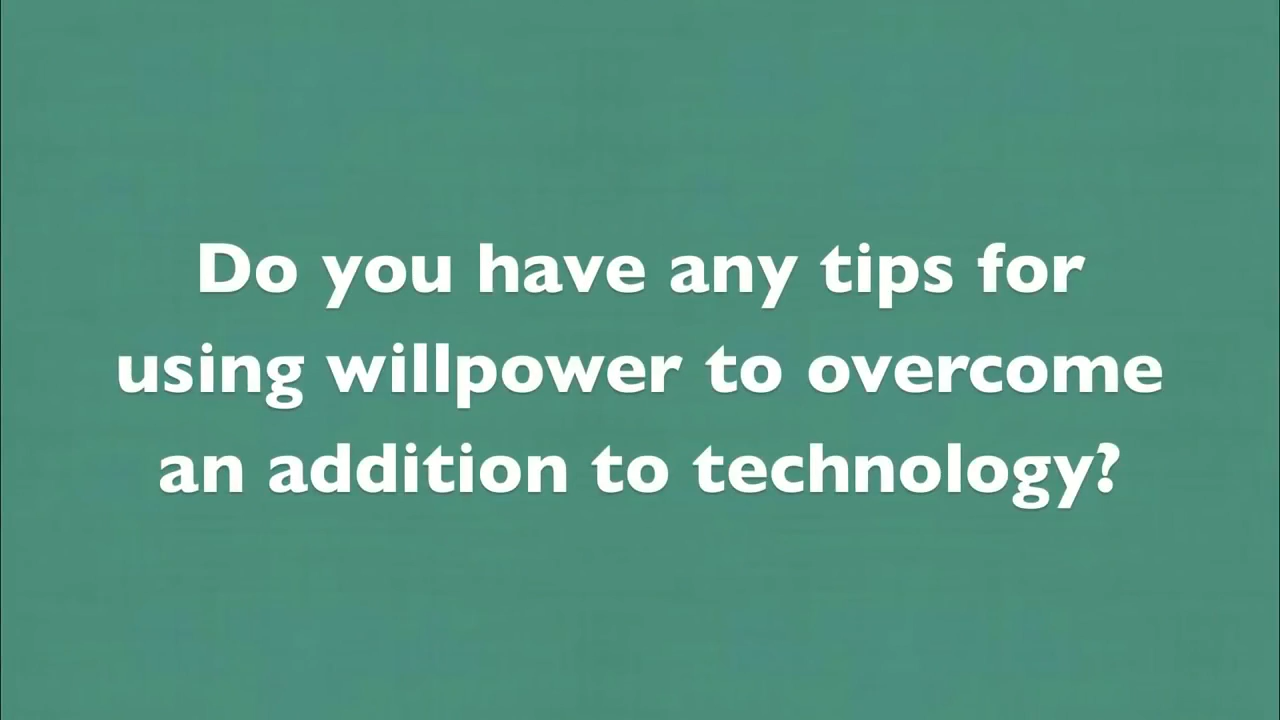 Do you have any tips for
using willpower to overcome
an addition to technology?